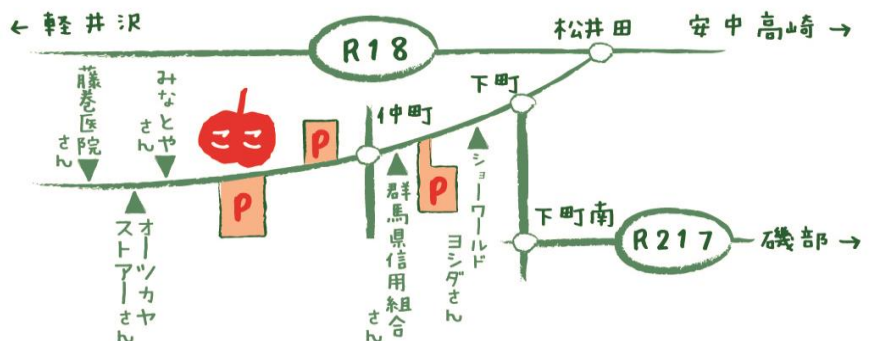 ← 軽井沢
R18
松井田
安中高崎 →
藤巻医院
さん
みなとや
さん
ここ
P
仲町
下町
P
P
オーツカヤ
ストアーさん
群馬県信用組合
さん
ショーワールド
ヨシダさん
下町南
R217
磯部 →